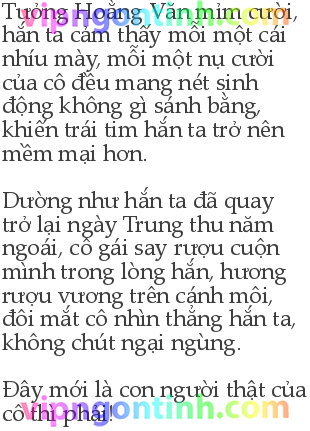 vipngontinh.com
Tưởng Hoằng Văn mỉm cười,
hắn ta cảm thấy mỗi một cái
nhíu mày, mỗi một nụ cười
của cô đều mang nét sinh
động không gì sánh bằng,
khiến trái tim hắn ta trở nên
mềm mại hơn.
Dường như hắn ta đã quay
trở lại ngày Trung thu năm
ngoái, cô gái say rượu cuộn
mình trong lòng hắn, hương
rượu vương trên cánh môi,
đôi mắt cô nhìn thẳng hắn ta,
không chút ngại ngùng.
vipngontinh.com
Đây mới là con người thật của
cô thì phải!
vipngontinh.com